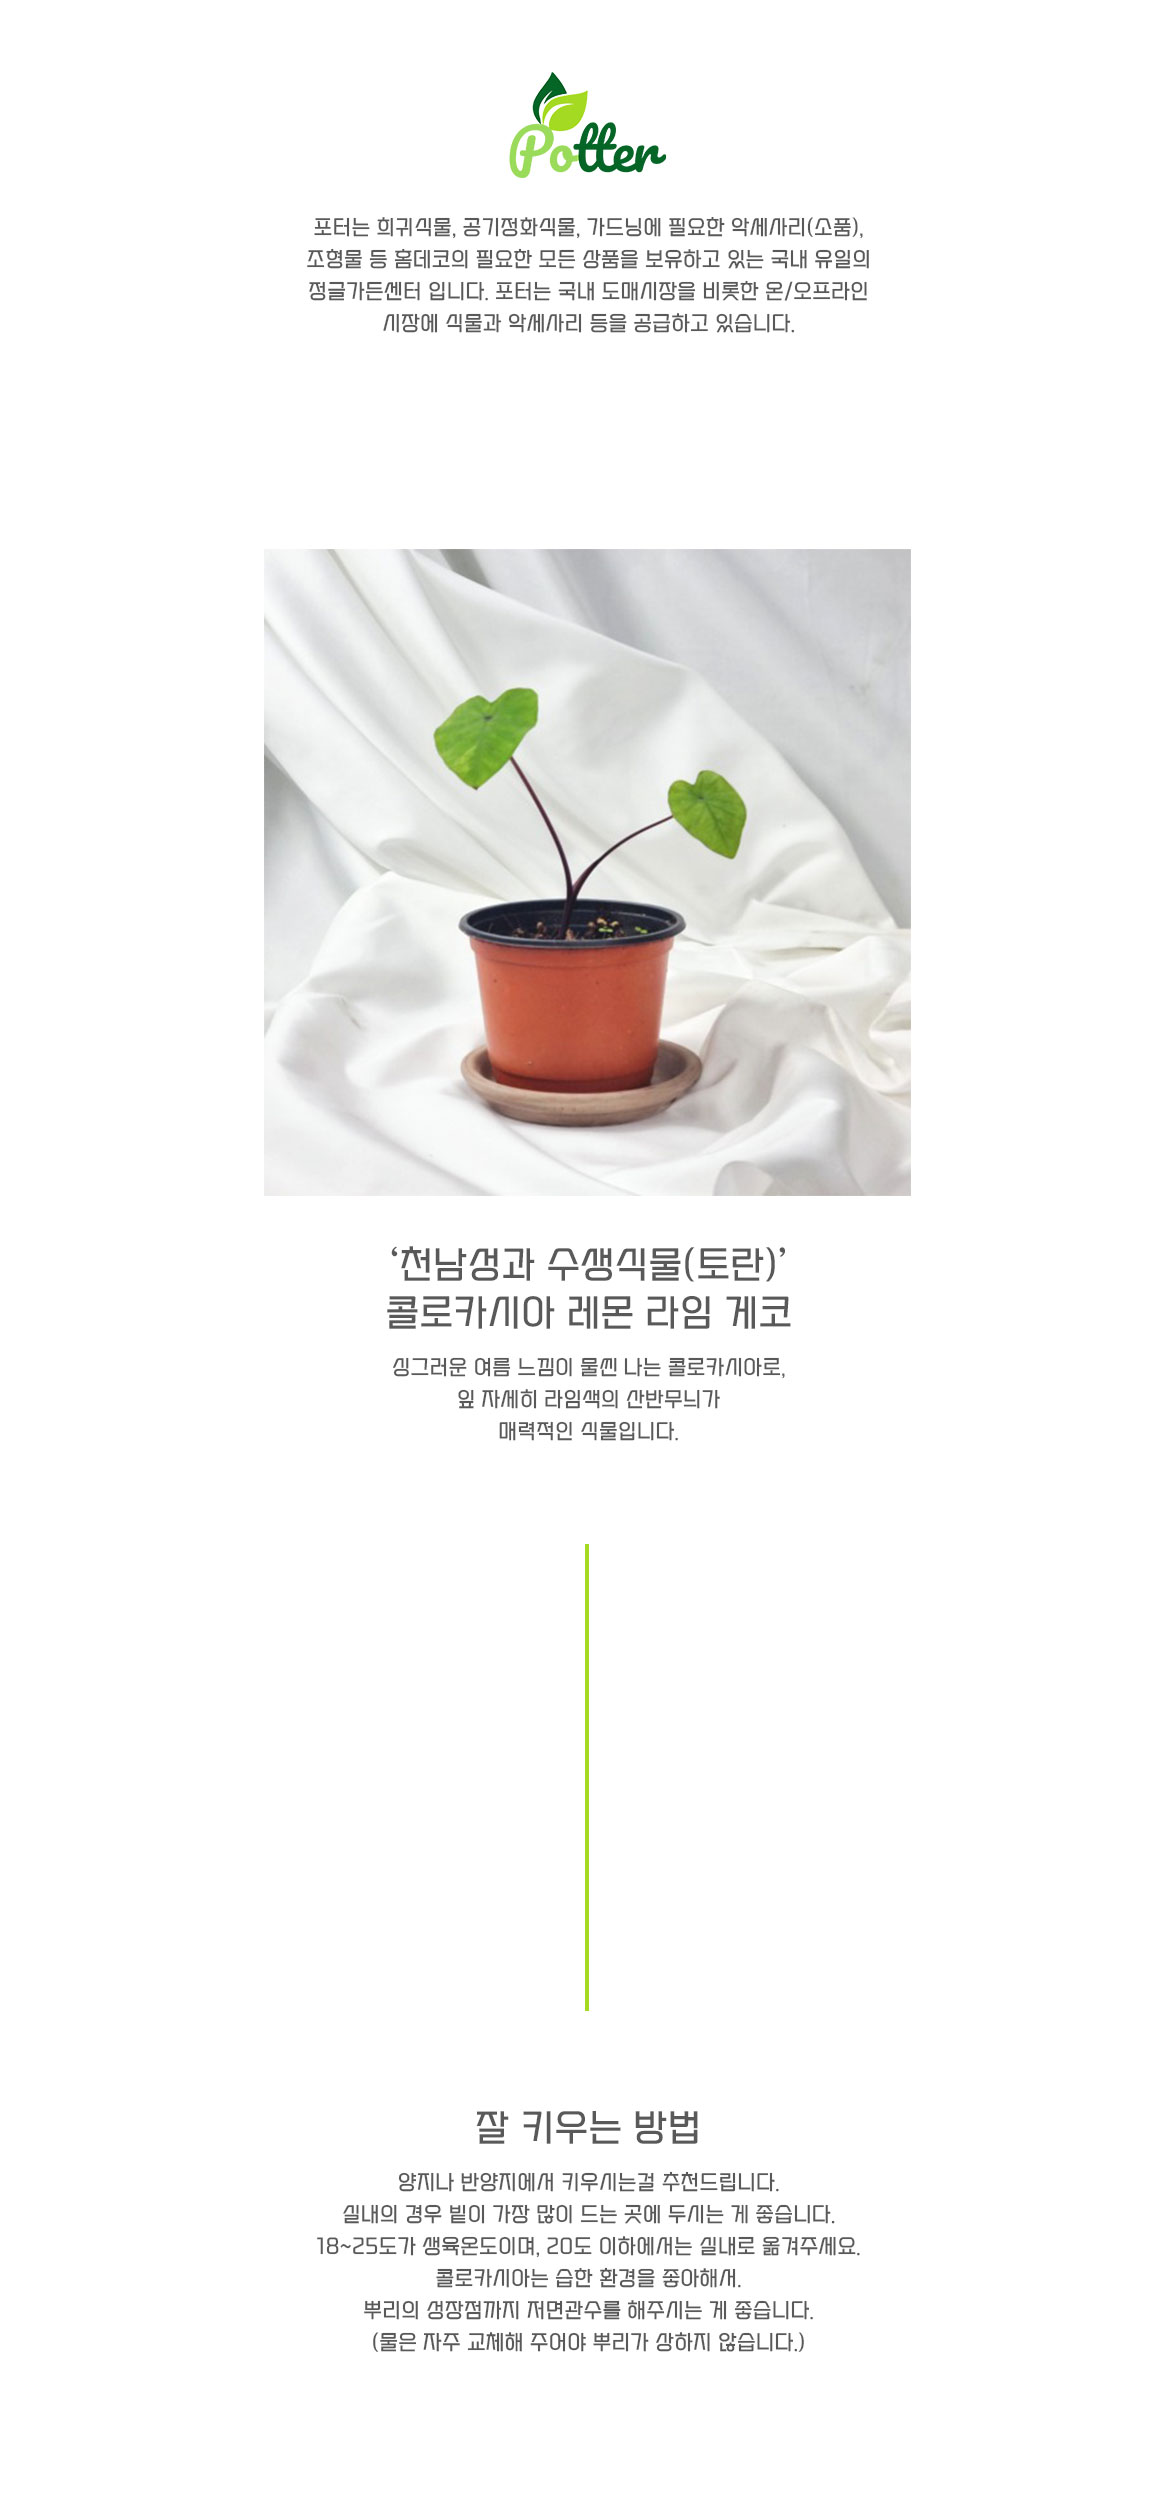 Potter
포터는 희귀식물, 공기정화식물, 가드닝에 필요한 악세사리(소품),
조형물 등 홈데코의 필요한 모든 상품을 보유하고 있는 국내 유일의
정글가든센터 입니다. 포터는 국내 도매시장을 비롯한 온/오프라인
시장에 식물과 악세사리 등을 공급하고 있습니다.
‘천남성과 수생식물(토란)’
콜로카시아 레몬 라임 게코
싱그러운 여름 느낌이 물씬 나는 콜로카시아로,
잎 자세히 라임색의 산반무늬가
매력적인 식물입니다.
잘 키우는 방법
양지나 반양지에서 키우시는걸 추천드립니다.
실내의 경우 빝이 가장 많이 드는 곳에 두시는 게 좋습니다.
18~25도가 생육온도이며, 20도 이하에서는 실내로 옮겨주세요.
콜로카시아는 습한 환경을 좋아해서.
뿌리의 성장점까지 저면관수를 해주시는 게 좋습니다.
(물은 자주 교체해 주어야 뿌리가 상하지 않습니다.)